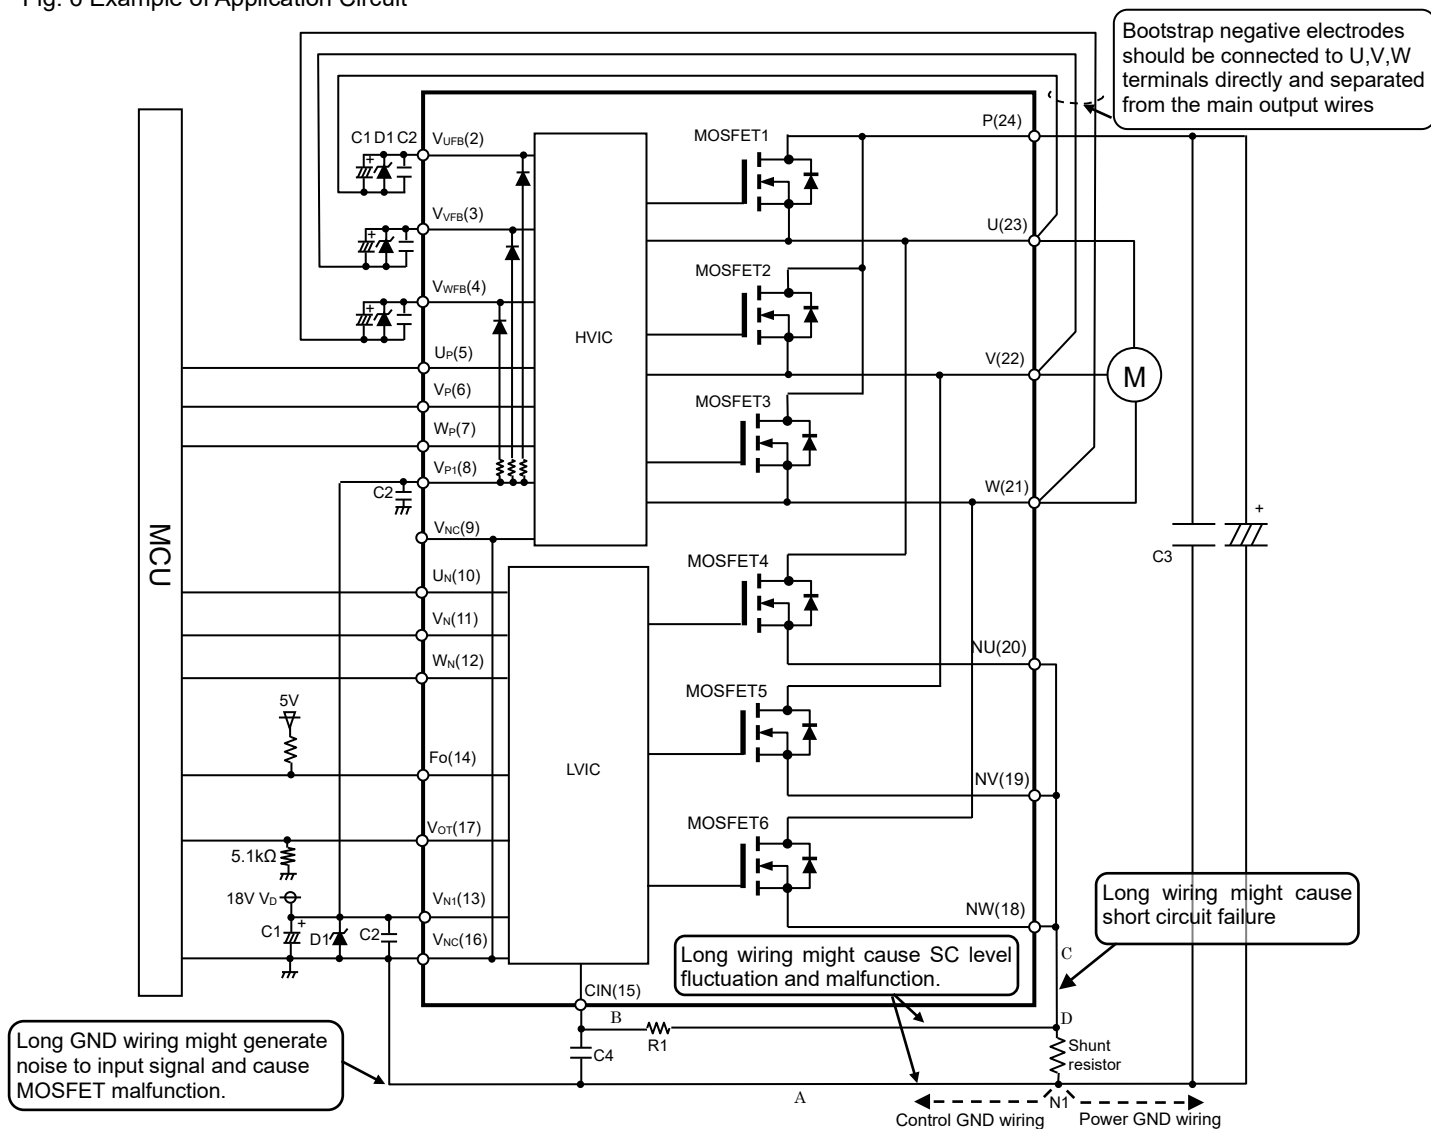 Fig. 6 Example of Application Circuit
Bootstrap negative electrodes
should be connected to U,V,W
terminals directly and separated
from the main output wires
C1 D1 C2
+
VUFB(2)
MOSFET1
P(24)
+
VVFB(3)
U(23)
MOSFET2
+
VWFB(4)
HVIC
UP(5)
V(22)
M
VP(6)
MOSFET3
WP(7)
VP1(8)
C2
W(21)
+
C3
VNC(9)
MCU
MOSFET4
UN(10)
VN(11)
NU(20)
WN(12)
5V
MOSFET5
Fo(14)
LVIC
NV(19)
VOT(17)
MOSFET6
5.1kΩ
18V VD
VN1(13)
NW(18)
Long wiring might cause
short circuit failure
C1
+
D1
C2
VNC(16)
Long wiring might cause SC level
fluctuation and malfunction.
C
CIN(15)
B
D
R1
C4
Shunt
resistor
Long GND wiring might generate
noise to input signal and cause
MOSFET malfunction.
A
N1
Control GND wiring
Power GND wiring